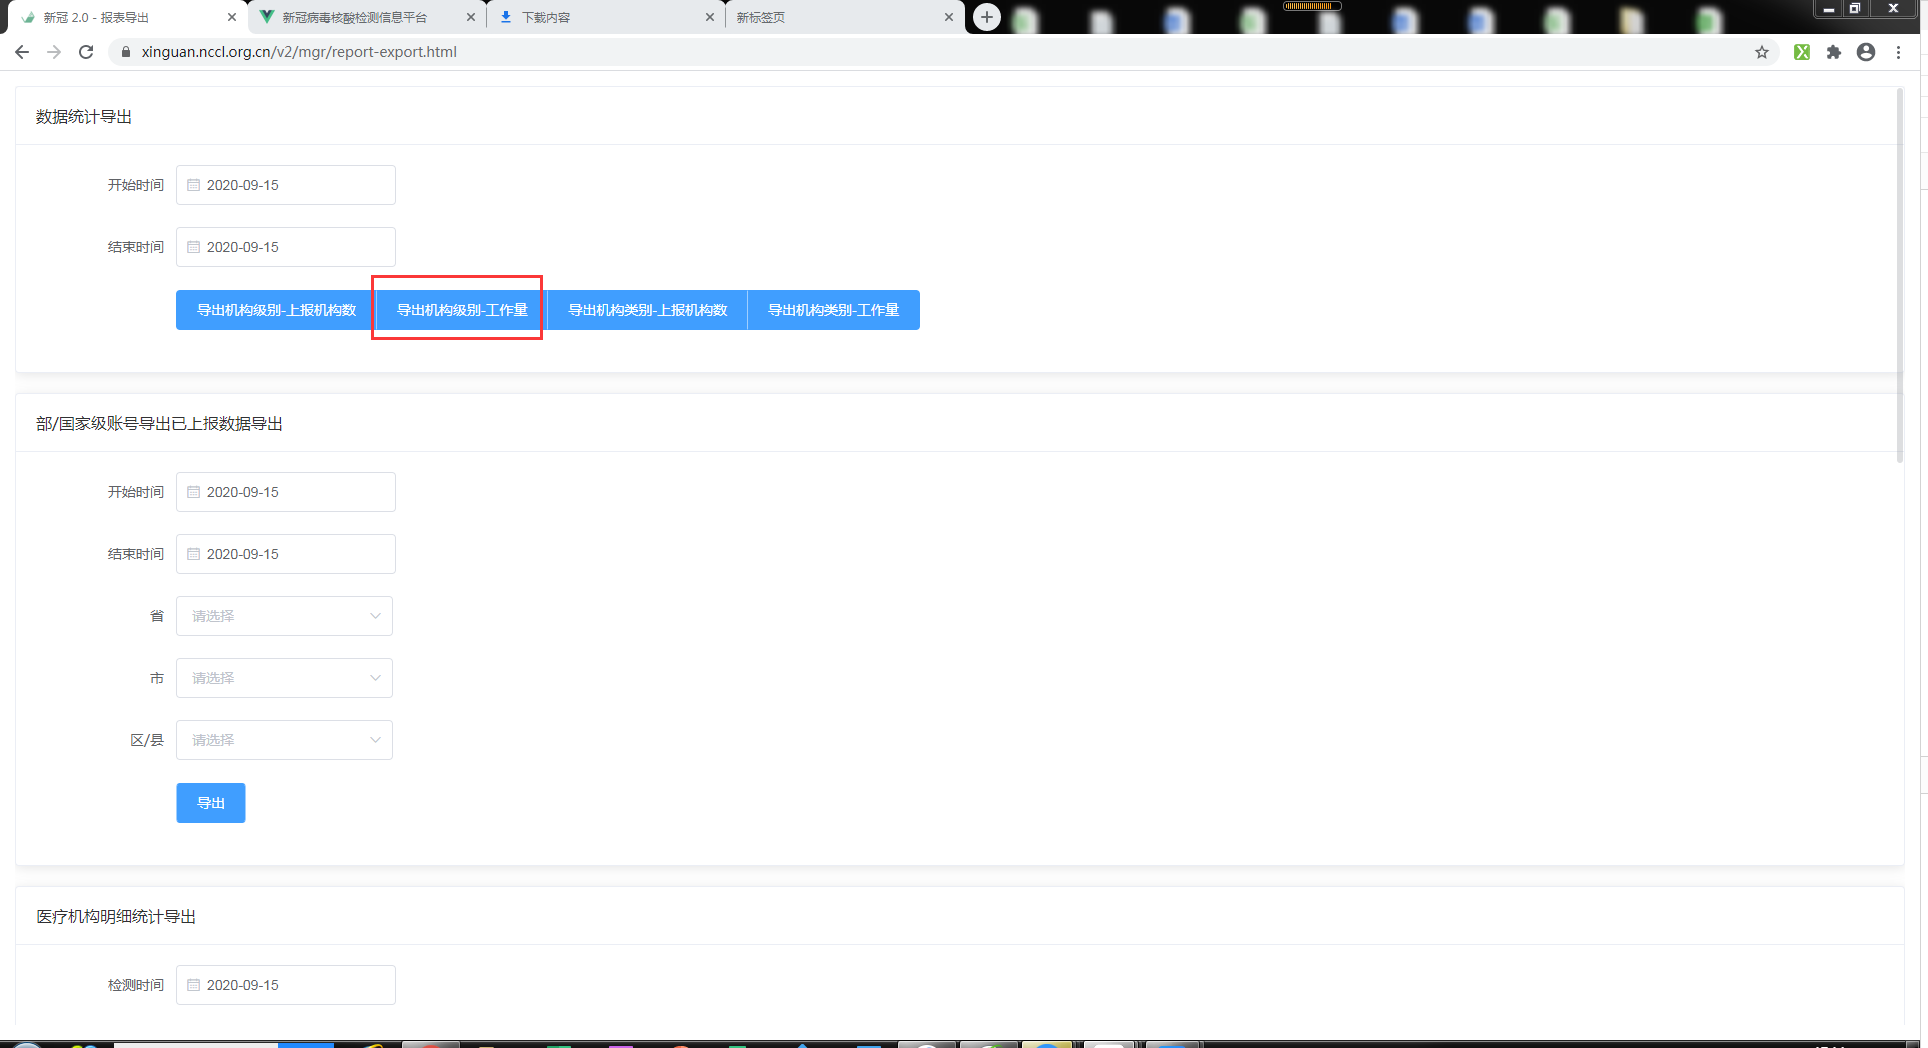 新冠 2.0 - 报表导出
新冠病毒核酸检测信息平台
下载内容
新标签页
xinguan.nccl.org.cn/v2/mgr/report-export.html
数据统计导出
开始时间 2020-09-15
结束时间 2020-09-15
导出机构级别-上报机构数 导出机构级别-工作量 导出机构类别-上报机构数 导出机构类别-工作量
部/国家级账号导出已上报数据导出
开始时间 2020-09-15
结束时间 2020-09-15
省 请选择
市 请选择
区/县 请选择
导出
医疗机构明细统计导出
检测时间 2020-09-15